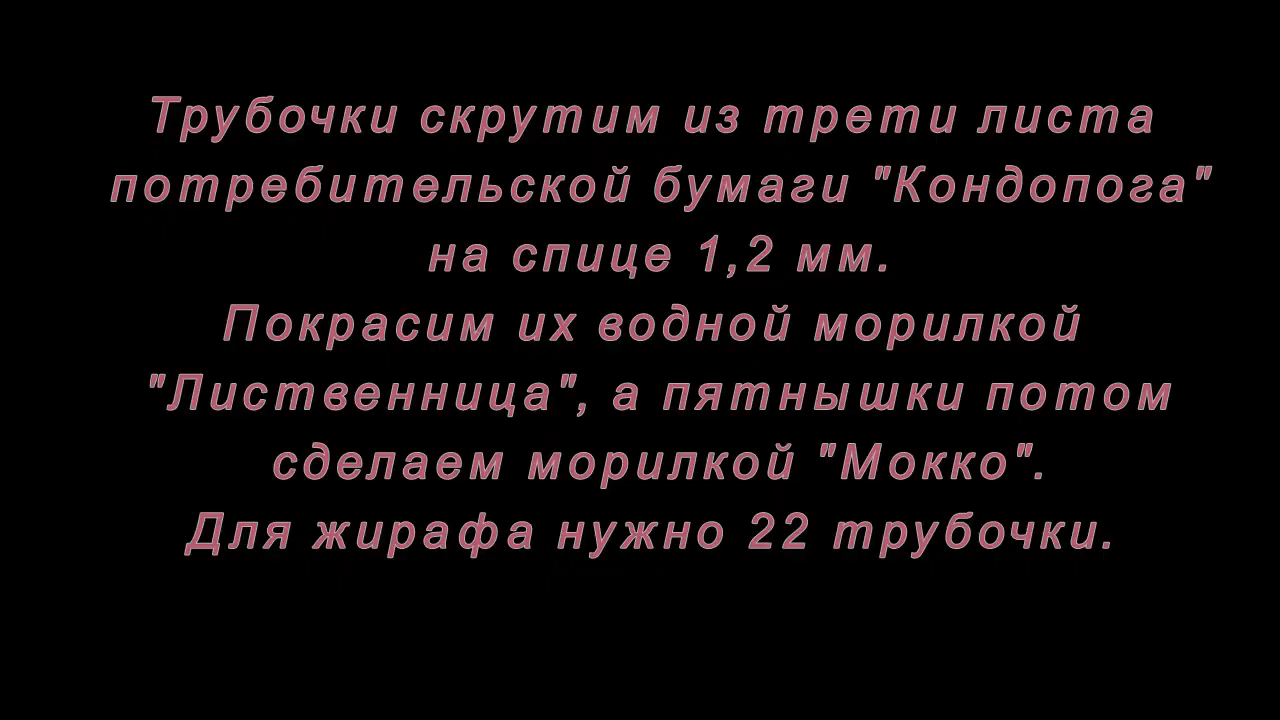 Трубочки скрутим из трети листа
потребительской бумаги "Кондопога"
на спице 1,2 мм.
Покрасим их водной морилкой
"Лиственница", а пятнышки потом
сделаем морилкой "Мокко".
Для жирафа нужно 22 трубочки.